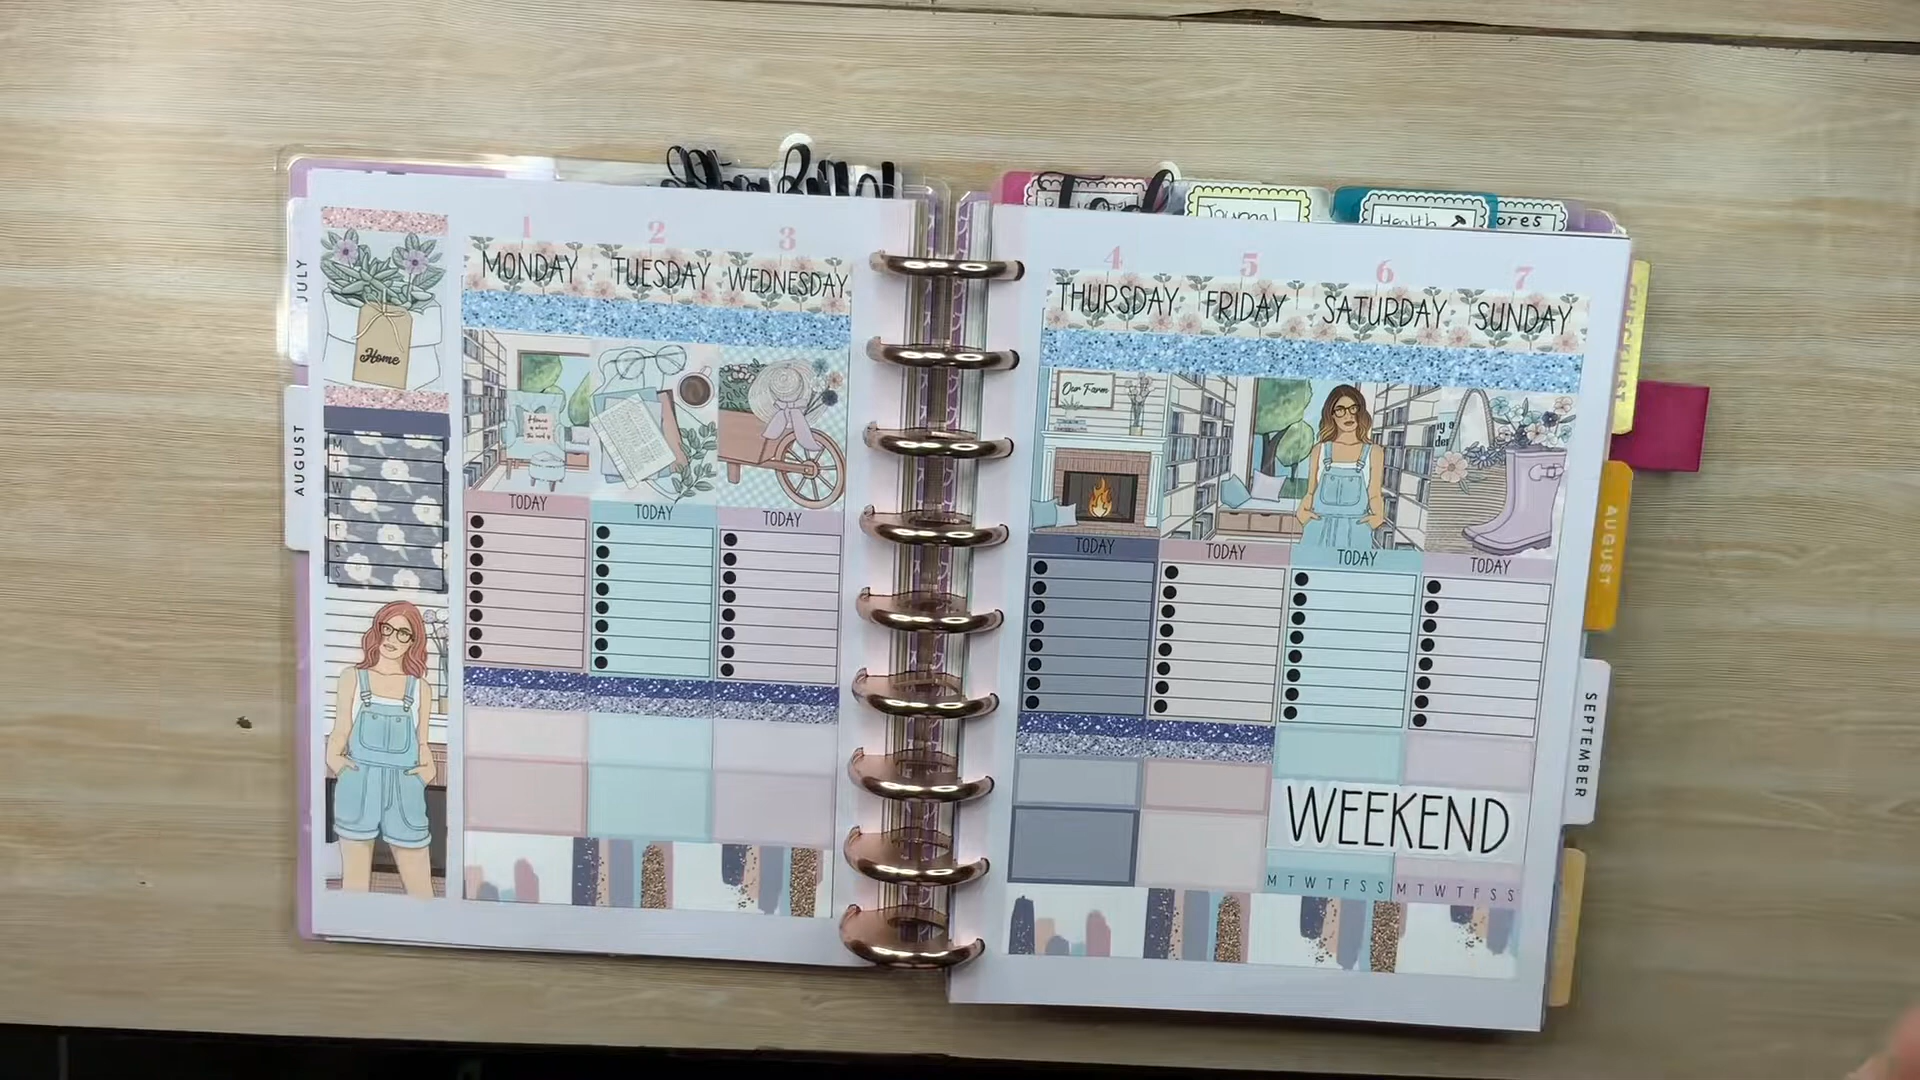 Journal
Health
ores
JULY
AUGUST
1
2
3
MONDAY
TUESDAY
WEDNESDAY
Home
M
T
W
T
F
S
S
TODAY
TODAY
TODAY
4
5
6
7
THURSDAY
FRIDAY
SATURDAY
SUNDAY
Our Farm
TODAY
TODAY
TODAY
TODAY
WEEKEND
M T W T F S S
M T W T F S S
AUGUST
SEPTEMBER